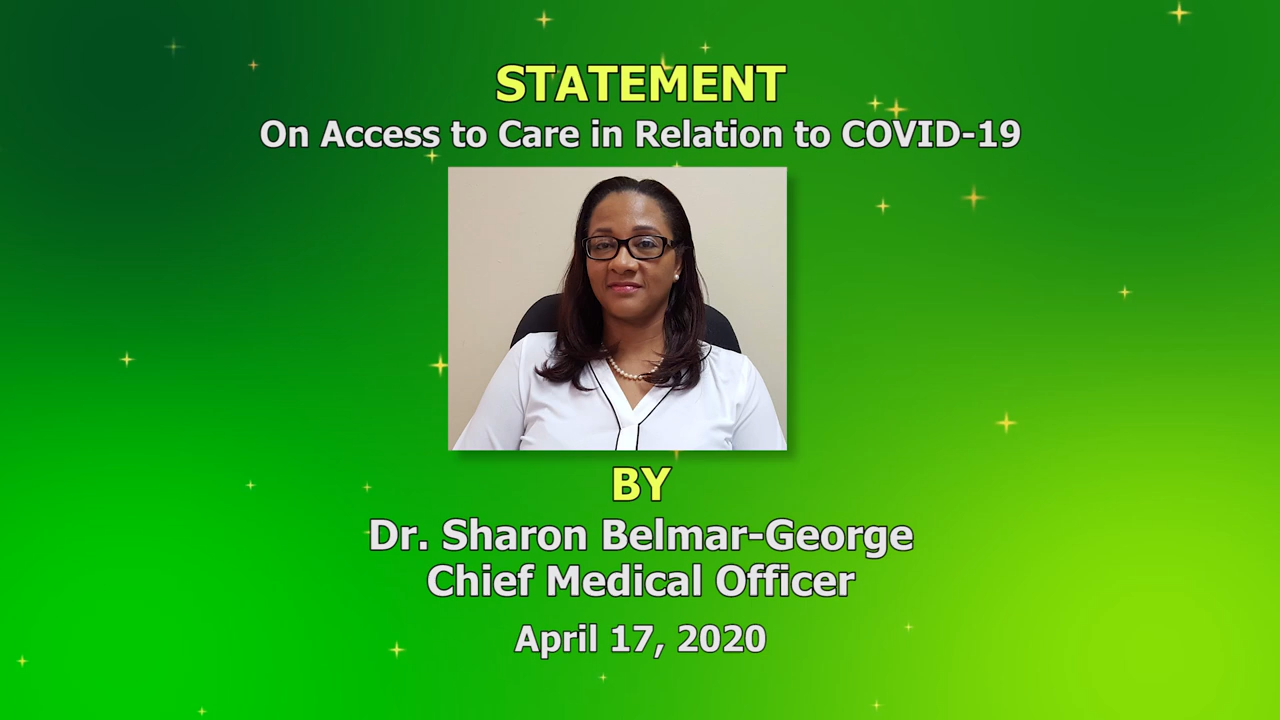 STATEMENT
On Access to Care in Relation to COVID-19
BY
Dr. Sharon Belmar-George
Chief Medical Officer
April 17, 2020